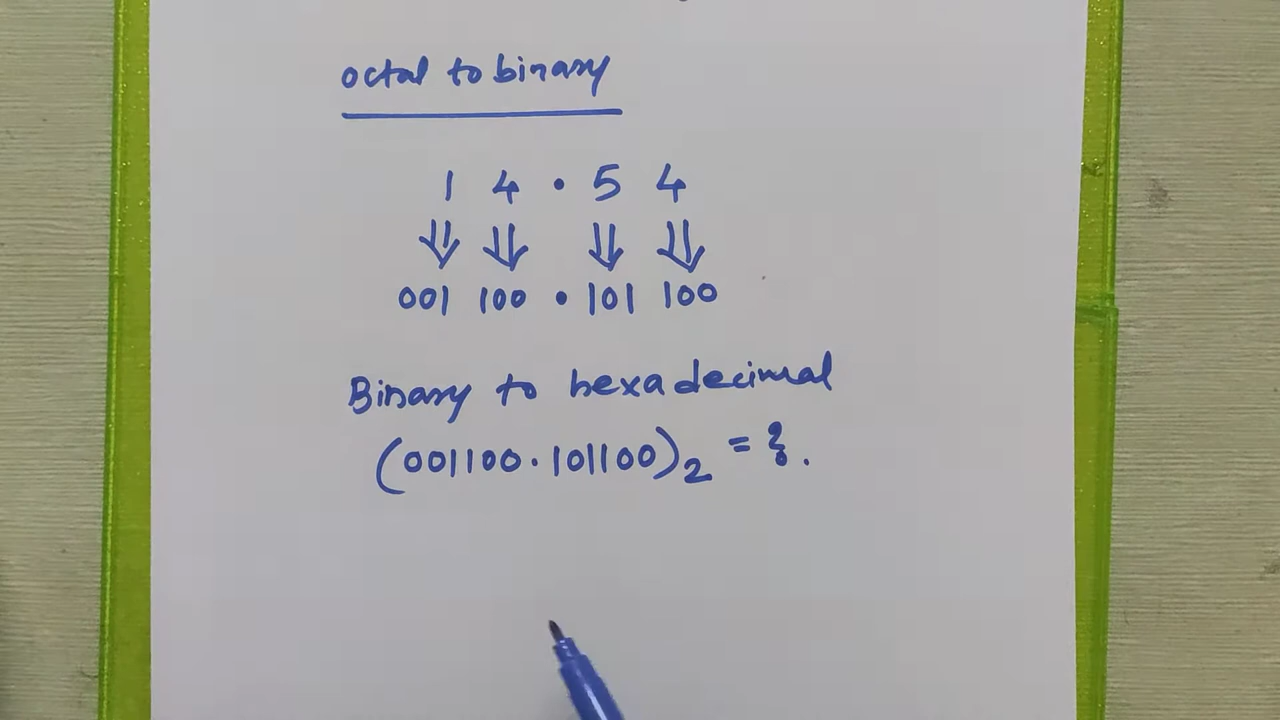 octal to binary
1 4 . 5 4
001 100 . 101 100
Binary to hexadecimal
(001100.101100)2 =